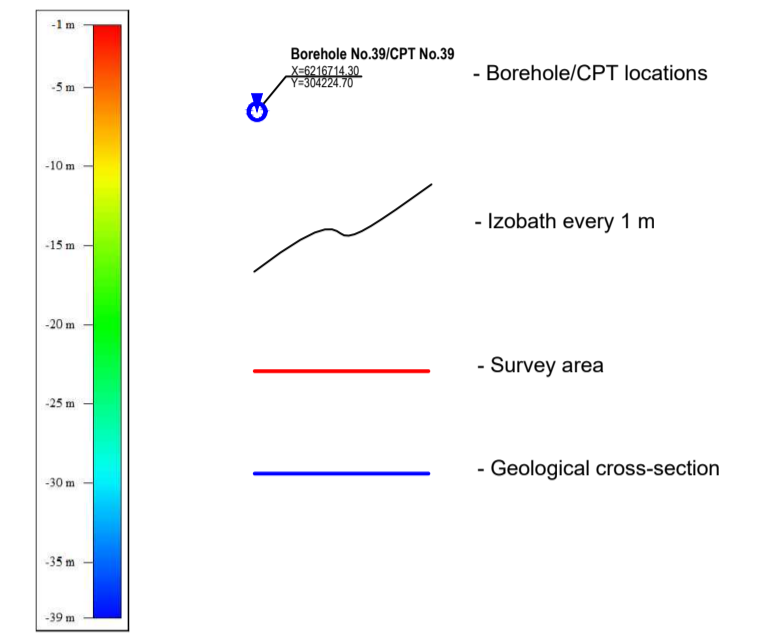 -1 m
-5 m
-10 m
-15 m
-20 m
-25 m
-30 m
-35 m
-39 m
Borehole No.39/CPT No.39
X=6216714.30
Y=304224.70
- Borehole/CPT locations
- Izobath every 1 m
- Survey area
- Geological cross-section